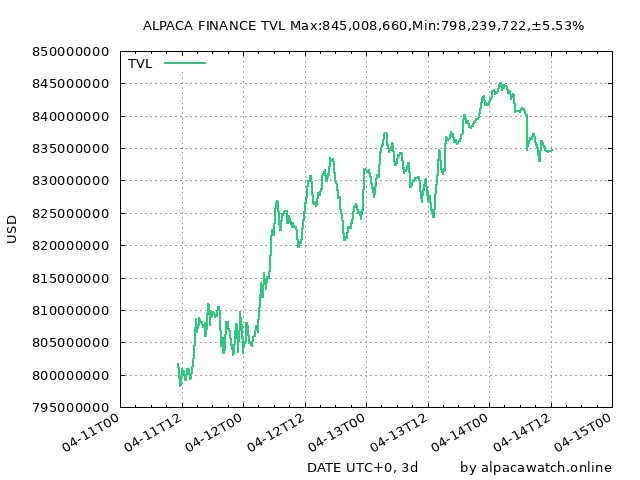 ALPACA FINANCE TVL Max:845,008,660,Min:798,239,722,±5.53%
TVL
850000000
845000000
840000000
835000000
830000000
825000000
820000000
815000000
810000000
805000000
800000000
795000000
USD
04-11T00
04-11T12
04-12T00
04-12T12
04-13T00
04-13T12
04-14T00
04-14T12
04-15T00
DATE UTC+0, 3d
by alpacawatch.online